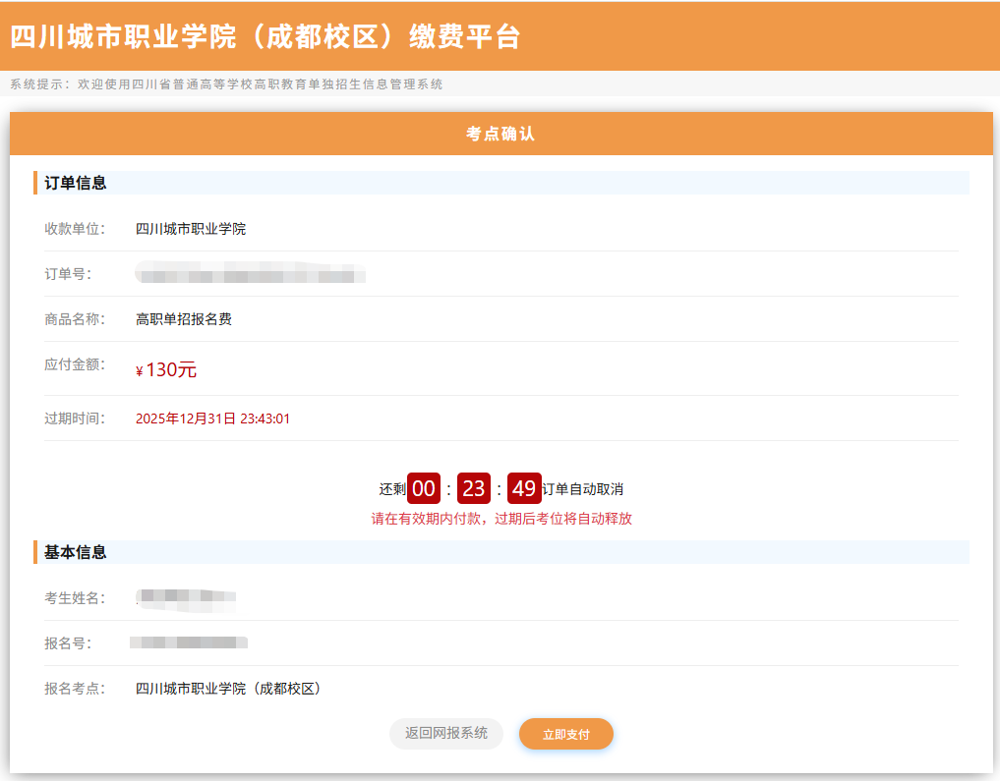 四川城市职业学院（成都校区）缴费平台
系统提示：欢迎使用四川省普通高等学校高职教育单独招生信息管理系统
考点确认
订单信息
收款单位： 四川城市职业学院
订单号：
商品名称： 高职单招报名费
应付金额： ¥130元
过期时间： 2025年12月31日 23:43:01
还剩00 : 23 : 49订单自动取消
请在有效期内付款，过期后考位将自动释放
基本信息
考生姓名：
报名号：
报名考点： 四川城市职业学院（成都校区）
返回网报系统 立即支付